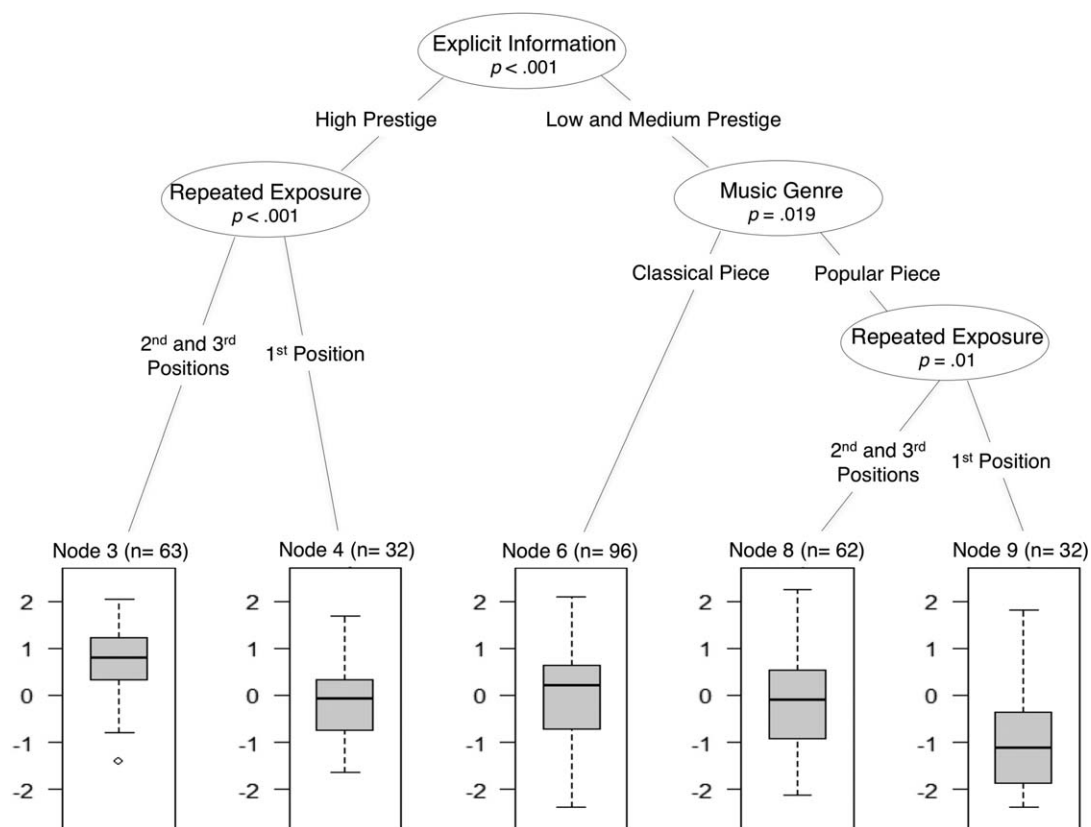 Explicit Information
p < .001
High Prestige
Low and Medium Prestige
Repeated Exposure
p < .001
Music Genre
p = .019
Classical Piece
Popular Piece
2nd and 3rd
Positions
1st Position
Repeated Exposure
p = .01
2nd and 3rd
Positions
1st Position
Node 3 (n= 63)
Node 4 (n= 32)
Node 6 (n= 96)
Node 8 (n= 62)
Node 9 (n= 32)
2
1
0
-1
-2
2
1
0
-1
-2
2
1
0
-1
-2
2
1
0
-1
-2
2
1
0
-1
-2